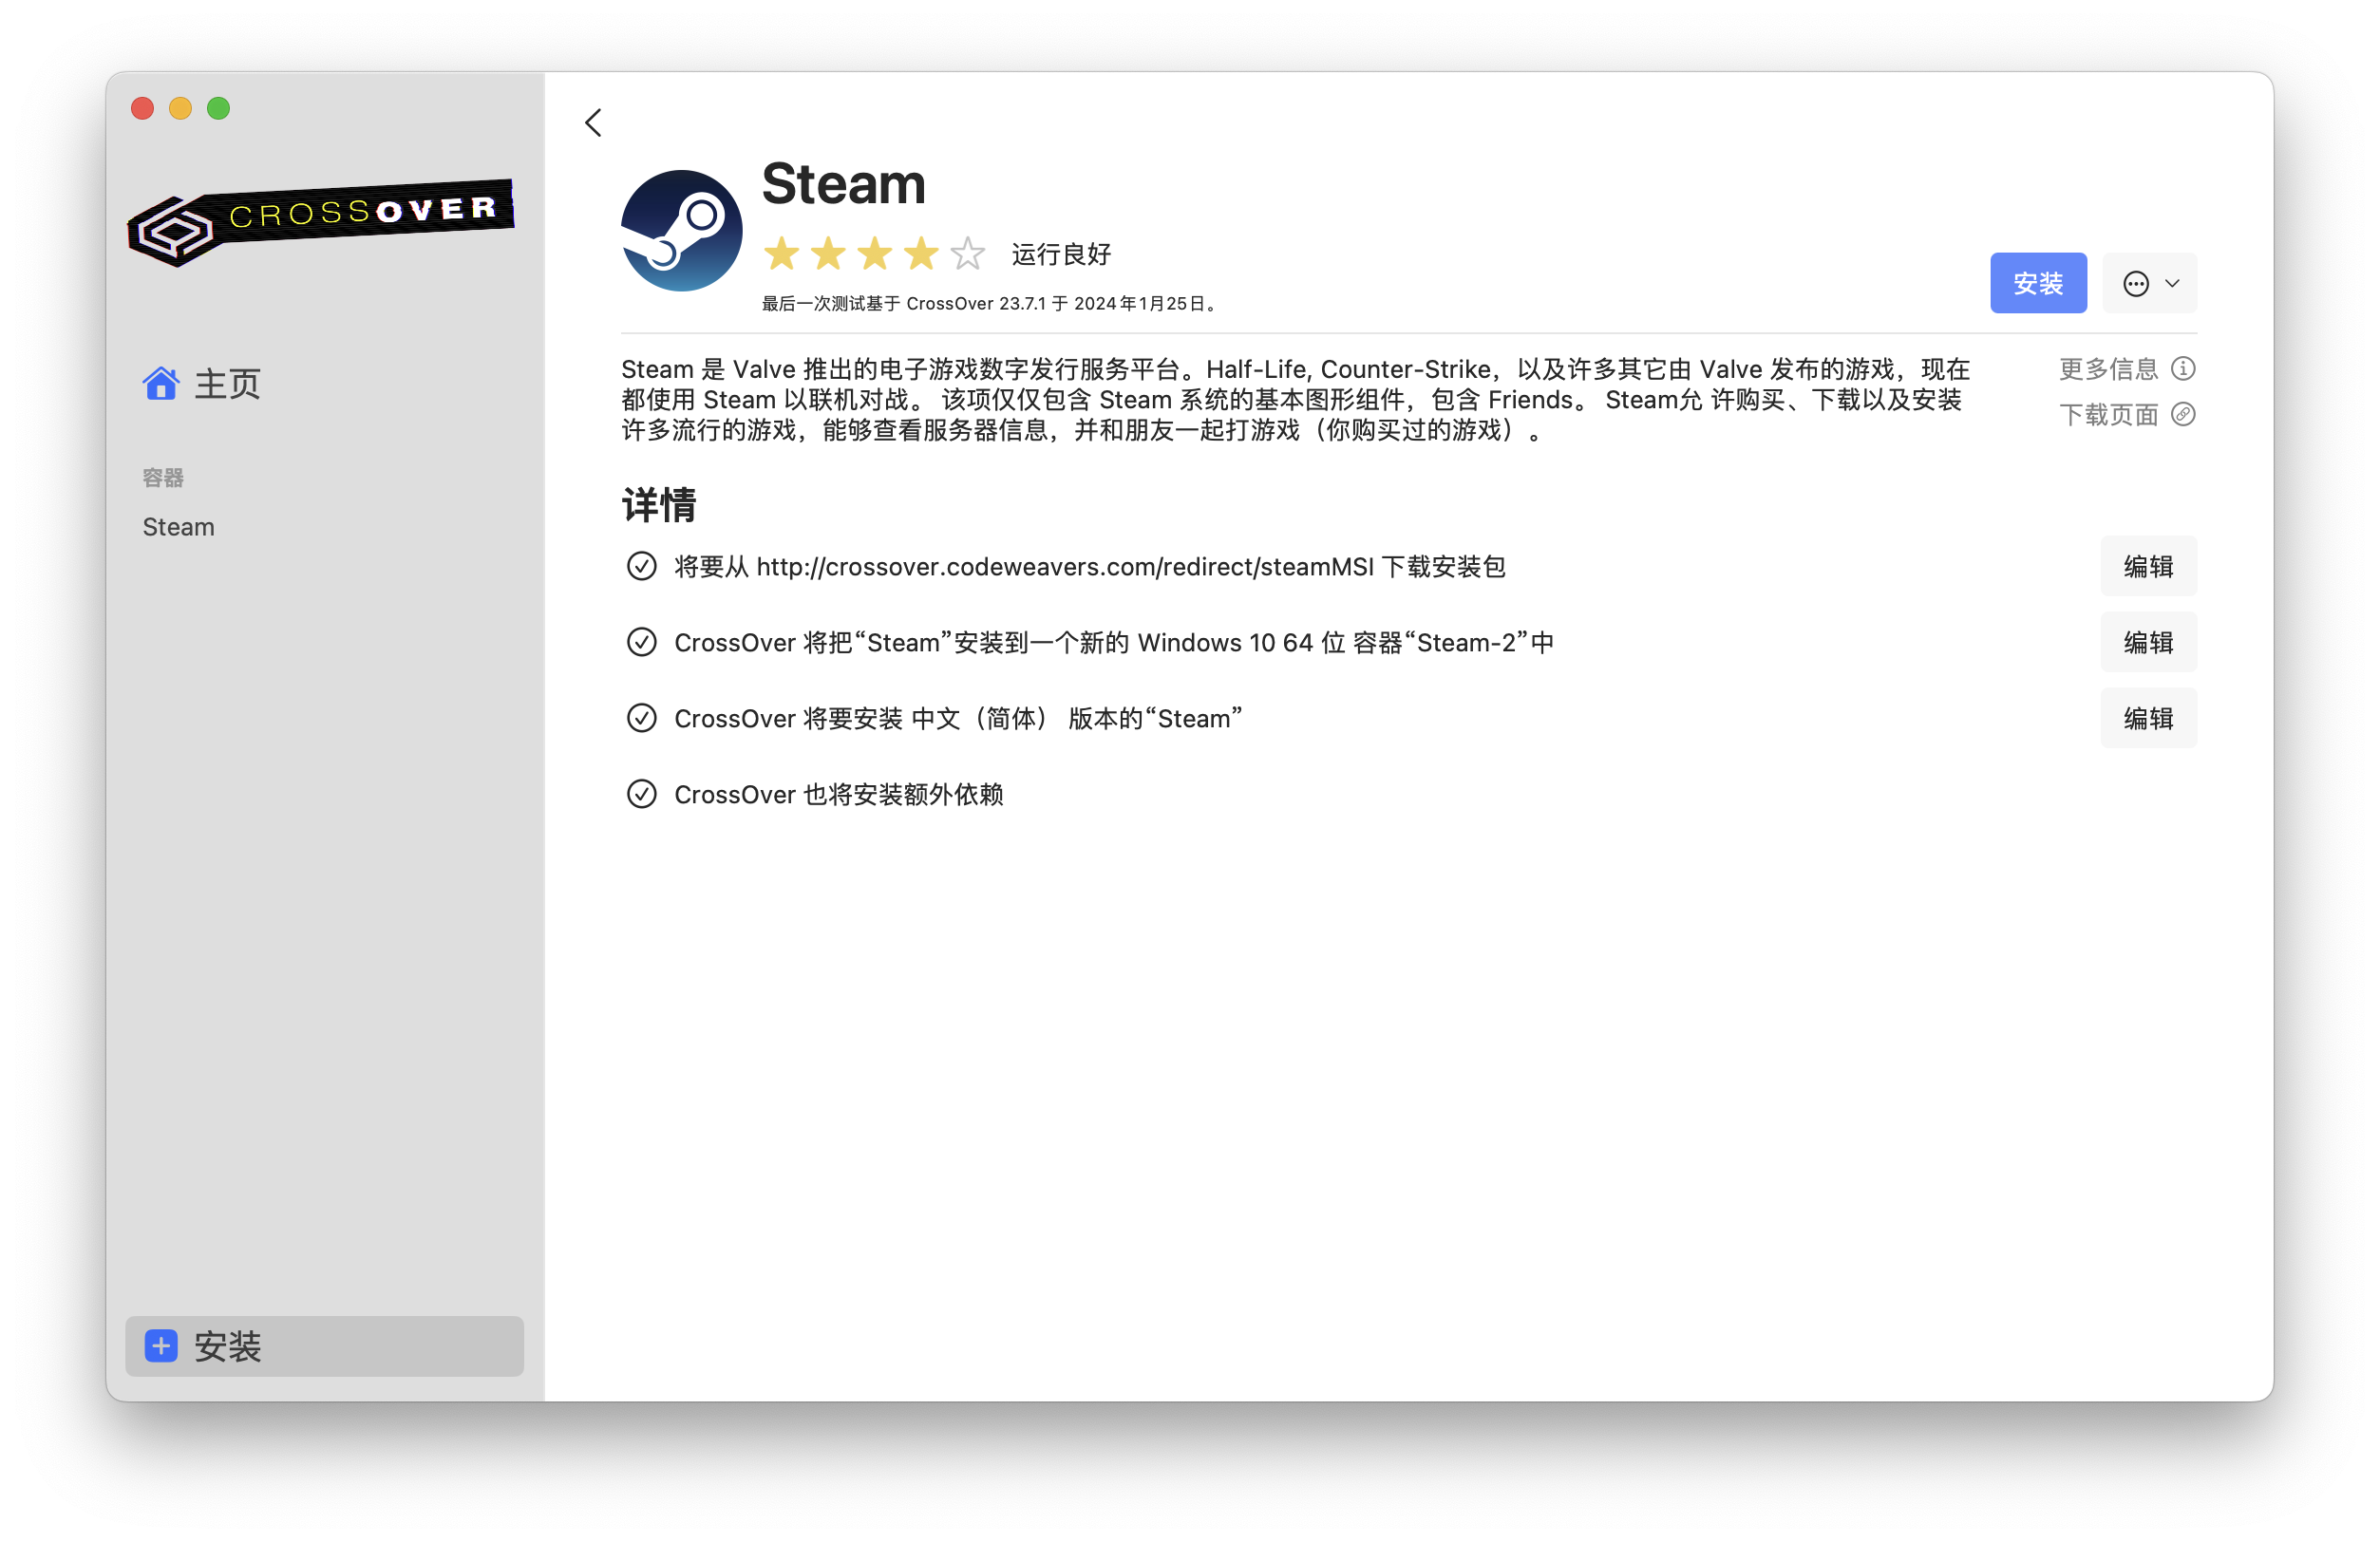 CROSSOVER
主页
容器
Steam
安装
Steam
运行良好
最后一次测试基于 CrossOver 23.7.1 于 2024年1月25日。
安装
Steam 是 Valve 推出的电子游戏数字发行服务平台。Half-Life, Counter-Strike，以及许多其它由 Valve 发布的游戏，现在
都使用 Steam 以联机对战。 该项仅仅包含 Steam 系统的基本图形组件，包含 Friends。 Steam允 许购买、下载以及安装
许多流行的游戏，能够查看服务器信息，并和朋友一起打游戏（你购买过的游戏）。
更多信息
下载页面
详情
将要从 http://crossover.codeweavers.com/redirect/steamMSI 下载安装包
编辑
CrossOver 将把“Steam”安装到一个新的 Windows 10 64 位 容器“Steam-2”中
编辑
CrossOver 将要安装 中文（简体） 版本的“Steam”
编辑
CrossOver 也将安装额外依赖